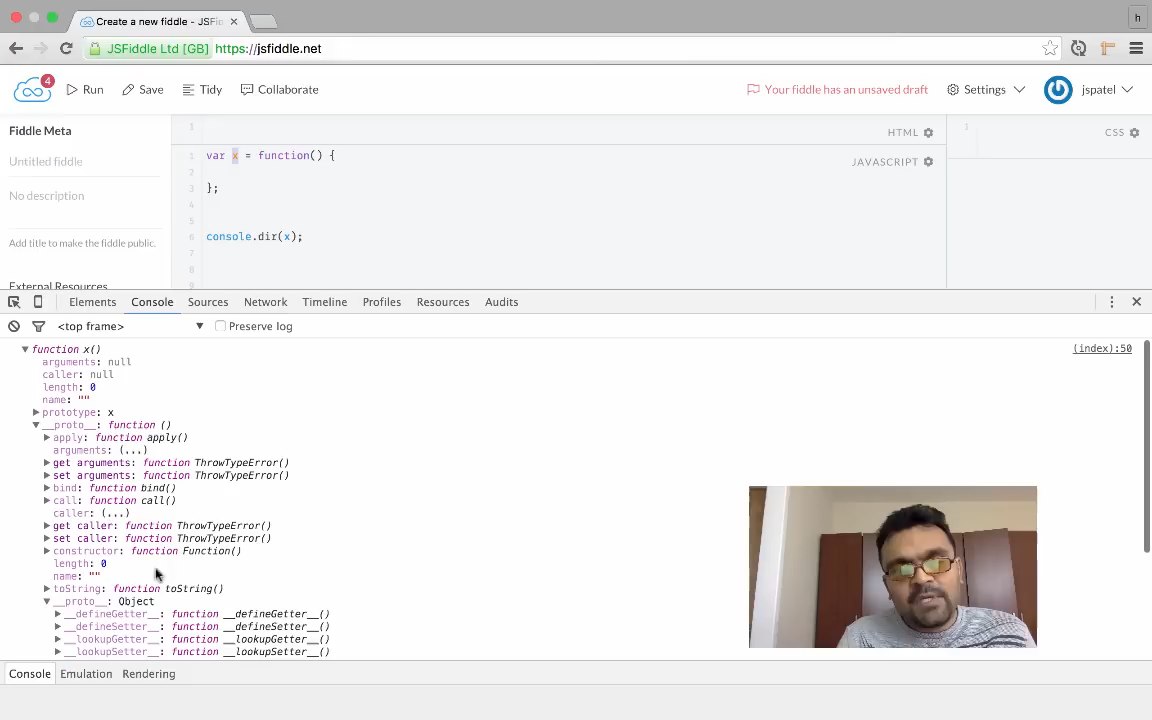 Create a new fiddle - JSFie
h
JSFiddle Ltd [GB] https://jsfiddle.net
4 Run Save Tidy Collaborate Your fiddle has an unsaved draft Settings jspatel
Fiddle Meta
Untitled fiddle
No description
Add title to make the fiddle public.
External Resources
1
HTML
1
CSS
JAVASCRIPT
1 var x = function() {
2
3 };
4
5
6 console.dir(x);
7
8
9
Elements Console Sources Network Timeline Profiles Resources Audits
<top frame> ▼ Preserve log
▼ function x() (index):50
arguments: null
caller: null
length: 0
name: ""
▶ prototype: x
▼ __proto__: function ()
▶ apply: function apply()
arguments: (...)
▶ get arguments: function ThrowTypeError()
▶ set arguments: function ThrowTypeError()
▶ bind: function bind()
▶ call: function call()
caller: (...)
▶ get caller: function ThrowTypeError()
▶ set caller: function ThrowTypeError()
▶ constructor: function Function()
length: 0
name: ""
▶ toString: function toString()
▼ __proto__: Object
▶ __defineGetter__: function __defineGetter__()
▶ __defineSetter__: function __defineSetter__()
▶ __lookupGetter__: function __lookupGetter__()
▶ __lookupSetter__: function __lookupSetter__()
Console Emulation Rendering